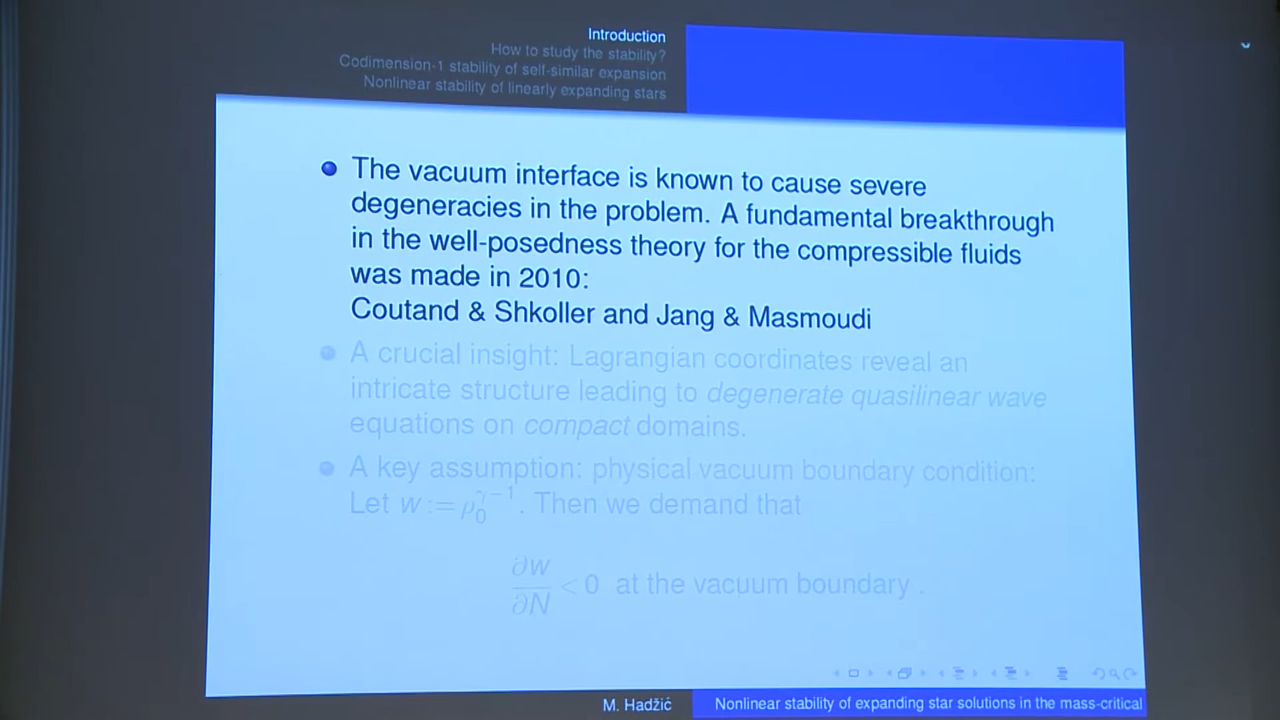 Introduction
How to study the stability?
Codimension-1 stability of self-similar expansion
Nonlinear stability of linearly expanding stars
The vacuum interface is known to cause severe
degeneracies in the problem. A fundamental breakthrough
in the well-posedness theory for the compressible fluids
was made in 2010:
Coutand & Shkoller and Jang & Masmoudi
A crucial insight: Lagrangian coordinates reveal an
intricate structure leading to degenerate quasilinear wave
equations on compact domains.
A key assumption: physical vacuum boundary condition:
Let w := ρ₀^{γ−1}. Then we demand that
∂w/∂N < 0 at the vacuum boundary .
M. Hadžić
Nonlinear stability of expanding star solutions in the mass-critical